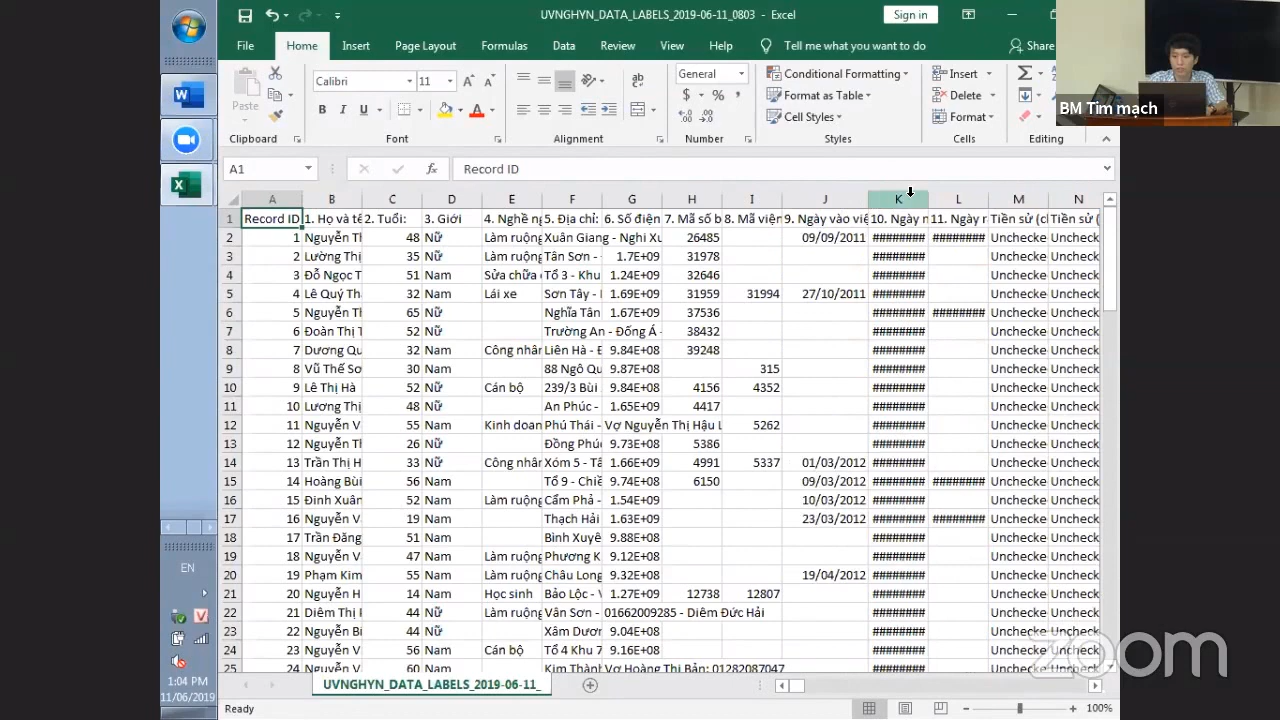 UVNGHYN_DATA_LABELS_2019-06-11_0803 - Excel
Sign in
File Home Insert Page Layout Formulas Data Review View Help Tell me what you want to do Share
BM Tim mạch
Paste
Calibri 11
B I U
General
$ % ,
Conditional Formatting
Format as Table
Cell Styles
Insert
Delete
Format
Clipboard Font Alignment Number Styles Cells Editing
A1 fx Record ID
A B C D E F G H I J K L M N
1 Record ID 1. Họ và tê 2. Tuổi: 3. Giới 4. Nghề ng 5. Địa chỉ: 6. Số điện 7. Mã số b 8. Mã viện 9. Ngày vào việ 10. Ngày n 11. Ngày r Tiền sử (c Tiền sử (
2 1 Nguyễn Th 48 Nữ Làm ruộng Xuân Giang - Nghi Xu 26485 09/09/2011 ######## ######## Unchecke Uncheck
3 2 Lường Thị 35 Nữ Làm ruộng Tân Sơn - 1.7E+09 31978 ######## Unchecke Uncheck
4 3 Đỗ Ngọc T 51 Nam Sửa chữa Tổ 3 - Khu 1.24E+09 32646 ######## Unchecke Uncheck
5 4 Lê Quý Th 32 Nam Lái xe Sơn Tây - 1.69E+09 31959 31994 27/10/2011 ######## Unchecke Uncheck
6 5 Nguyễn Th 65 Nữ Nghĩa Tân 1.67E+09 37536 ######## ######## Unchecke Uncheck
7 6 Đoàn Thị T 52 Nữ Trường An - Đống Á - 38432 ######## Unchecke Uncheck
8 7 Dương Qu 32 Nam Công nhân Liên Hà - Đ 9.84E+08 39248 ######## Unchecke Uncheck
9 8 Vũ Thế Sơ 30 Nam 88 Ngô Qu 9.87E+08 315 ######## Unchecke Uncheck
10 9 Lê Thị Hà 52 Nữ Cán bộ 239/3 Bùi 9.84E+08 4156 4352 ######## Unchecke Uncheck
11 10 Lương Thị 48 Nữ An Phúc - 1.65E+09 4417 ######## Unchecke Uncheck
12 11 Nguyễn V 55 Nam Kinh doan Phú Thái - Vợ Nguyễn Thị Hậu L 5262 ######## Unchecke Uncheck
13 12 Nguyễn Th 26 Nữ Đồng Phúc 9.73E+08 5386 ######## Unchecke Uncheck
14 13 Trần Thị H 33 Nữ Công nhân Xóm 5 - Tâ 1.66E+09 4991 5337 01/03/2012 ######## Unchecke Uncheck
15 14 Hoàng Bùi 56 Nam Tổ 9 - Chiề 9.74E+08 6150 09/03/2012 ######## ######## Unchecke Uncheck
16 15 Đinh Xuân 52 Nam Làm ruộng Cẩm Phả - 1.54E+09 10/03/2012 ######## Unchecke Uncheck
17 16 Nguyễn V 19 Nam Thạch Hải 1.63E+09 23/03/2012 ######## ######## Unchecke Uncheck
18 17 Trần Đăng 51 Nam Bình Xuyê 9.88E+08 ######## Unchecke Uncheck
19 18 Nguyễn V 47 Nam Làm ruộng Phương K 9.12E+08 ######## Unchecke Uncheck
20 19 Phạm Kim 55 Nam Làm ruộng Châu Long 9.32E+08 19/04/2012 ######## Unchecke Uncheck
21 20 Nguyễn H 14 Nam Học sinh Bảo Lộc - V 1.27E+09 12738 12807 ######## Unchecke Uncheck
22 21 Diêm Thị 44 Nữ Làm ruộng Vân Sơn - 01662009285 - Diêm Đức Hải ######## Unchecke Uncheck
23 22 Nguyễn Bì 44 Nữ Xâm Dươn 9.04E+08 ######## Unchecke Uncheck
24 23 Nguyễn V 56 Nam Cán bộ Tổ 4 Khu 7 9.16E+08 ######## Unchecke Uncheck
25 24 Nguyễn V 60 Nam Kim Thành Vợ Hoàng Thị Bản: 01282087047 ######## Unchecke Uncheck
UVNGHYN_DATA_LABELS_2019-06-11_
Ready 100%
EN
1:04 PM
11/06/2019
zoom